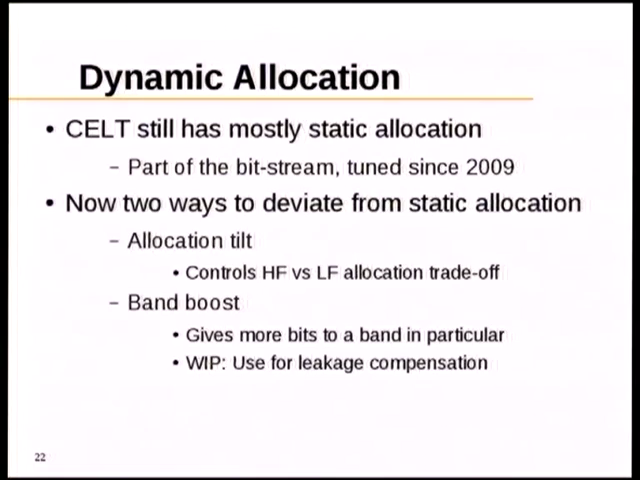 Dynamic Allocation
• CELT still has mostly static allocation
– Part of the bit-stream, tuned since 2009
• Now two ways to deviate from static allocation
– Allocation tilt
• Controls HF vs LF allocation trade-off
– Band boost
• Gives more bits to a band in particular
• WIP: Use for leakage compensation
22